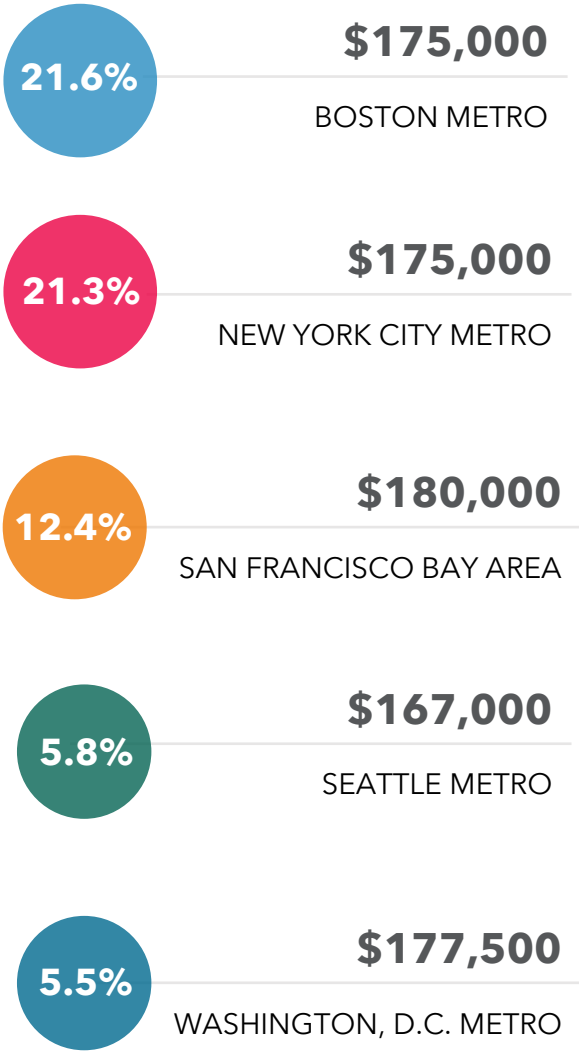 21.6%
$175,000
BOSTON METRO
21.3%
$175,000
NEW YORK CITY METRO
12.4%
$180,000
SAN FRANCISCO BAY AREA
5.8%
$167,000
SEATTLE METRO
5.5%
$177,500
WASHINGTON, D.C. METRO